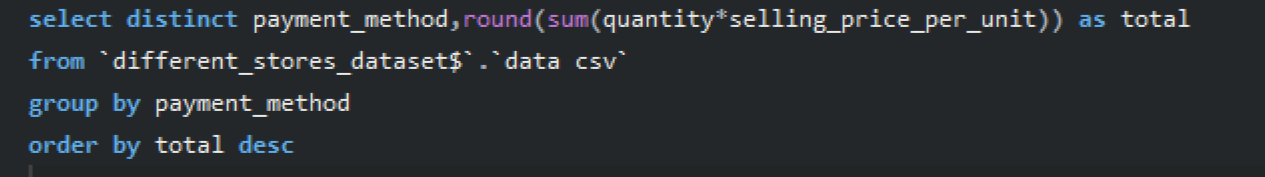 select distinct payment_method,round(sum(quantity*selling_price_per_unit)) as total
from `different_stores_dataset$`.`data csv`
group by payment_method
order by total desc